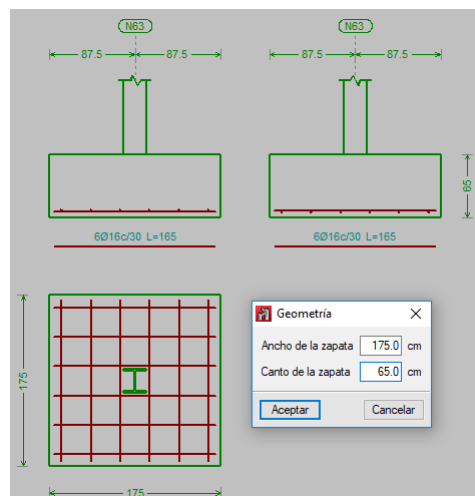 N63
N63
87.5 87.5
87.5 87.5
65
6Ø16c/30 L=165
6Ø16c/30 L=165
175
175
Geometría
Ancho de la zapata 175.0 cm
Canto de la zapata 65.0 cm
Aceptar Cancelar